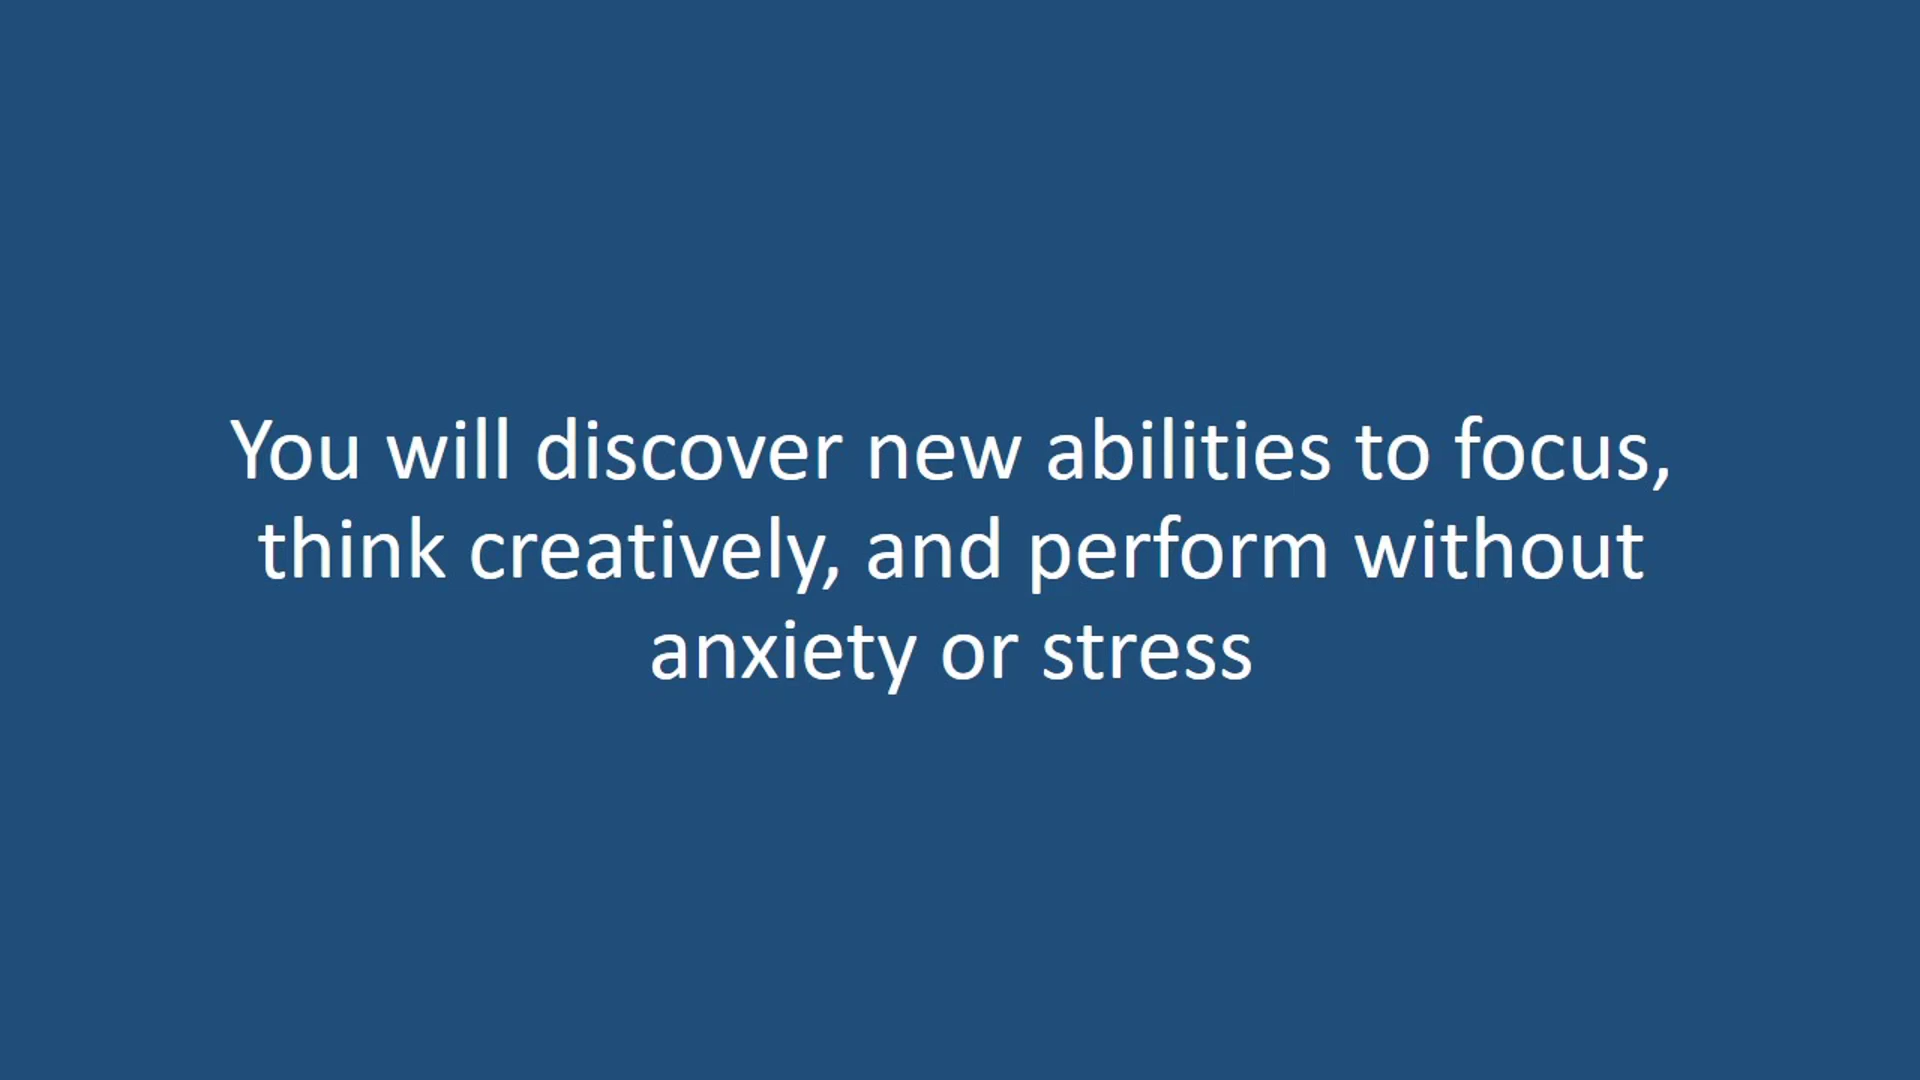 You will discover new abilities to focus,
think creatively, and perform without
anxiety or stress